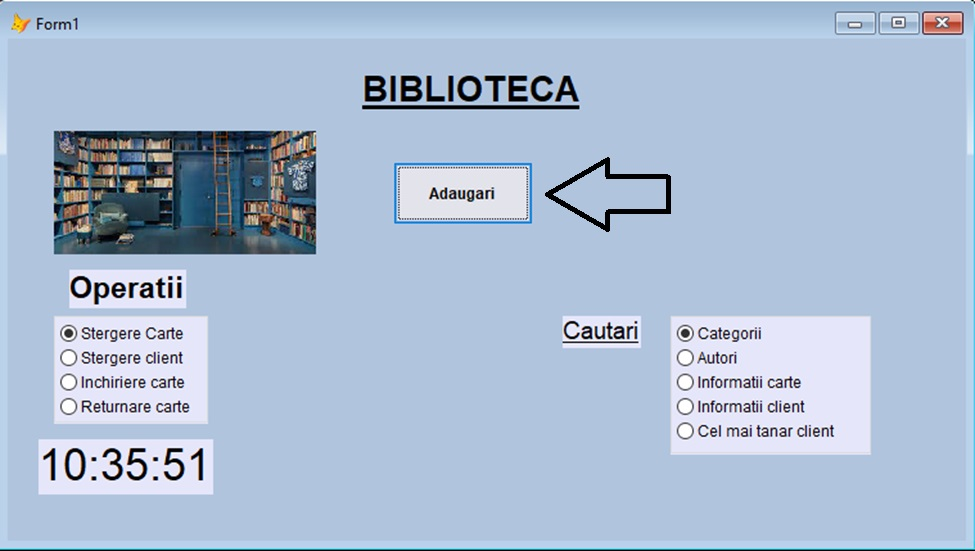 Form1
BIBLIOTECA
Adaugari
Operatii
Stergere Carte
Stergere client
Inchiriere carte
Returnare carte
Cautari
Categorii
Autori
Informatii carte
Informatii client
Cel mai tanar client
10:35:51